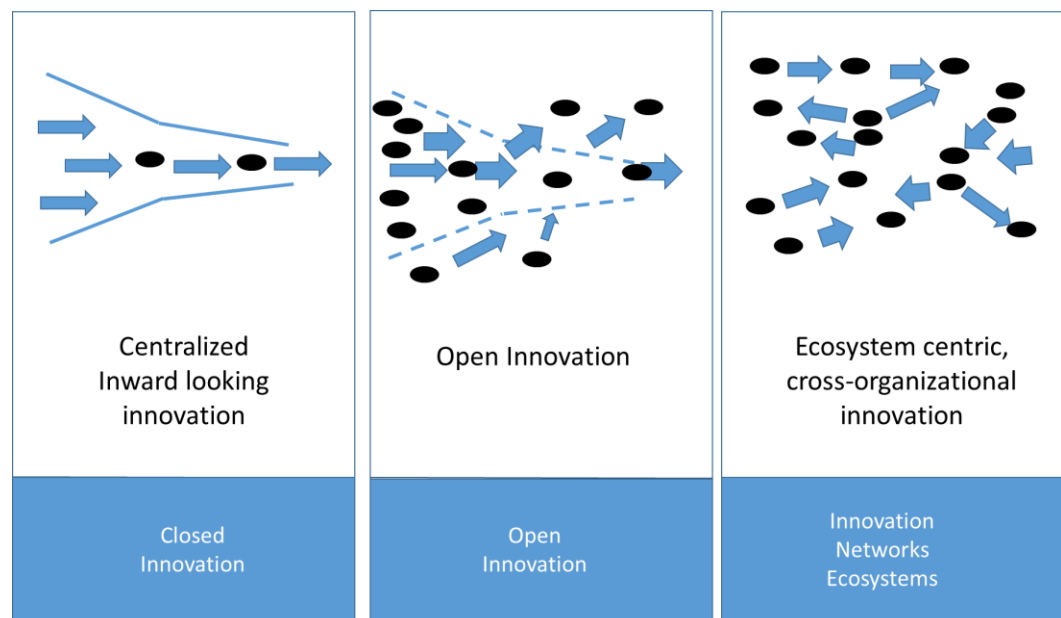 Centralized
Inward looking
innovation
Open Innovation
Ecosystem centric,
cross-organizational
innovation
Closed
Innovation
Open
Innovation
Innovation
Networks
Ecosystems